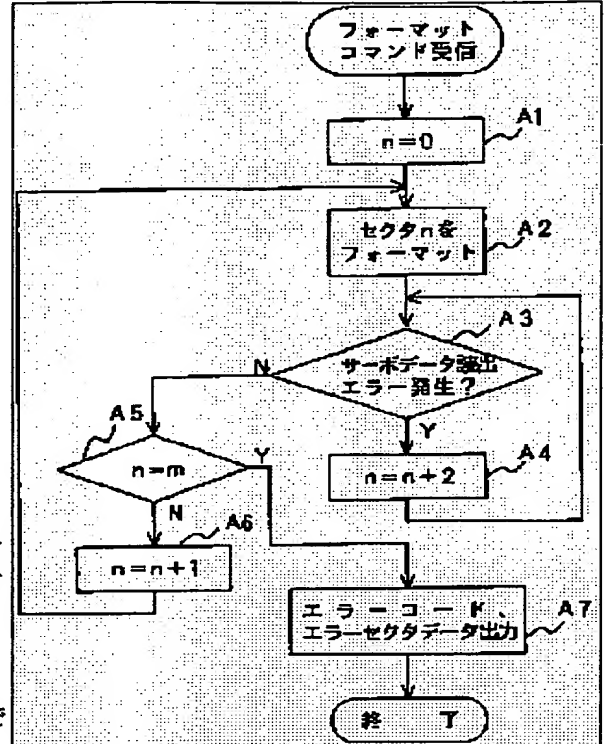 フォーマット
コマンド受信
A1
n=0
A2
セクタnを
フォーマット
A3
サーボデータ検出
エラー発生?
N
Y
A4
n=n+2
A5
n=m
Y
N
A6
n=n+1
A7
エラーコード、
エラーセクタデータ出力
終 了